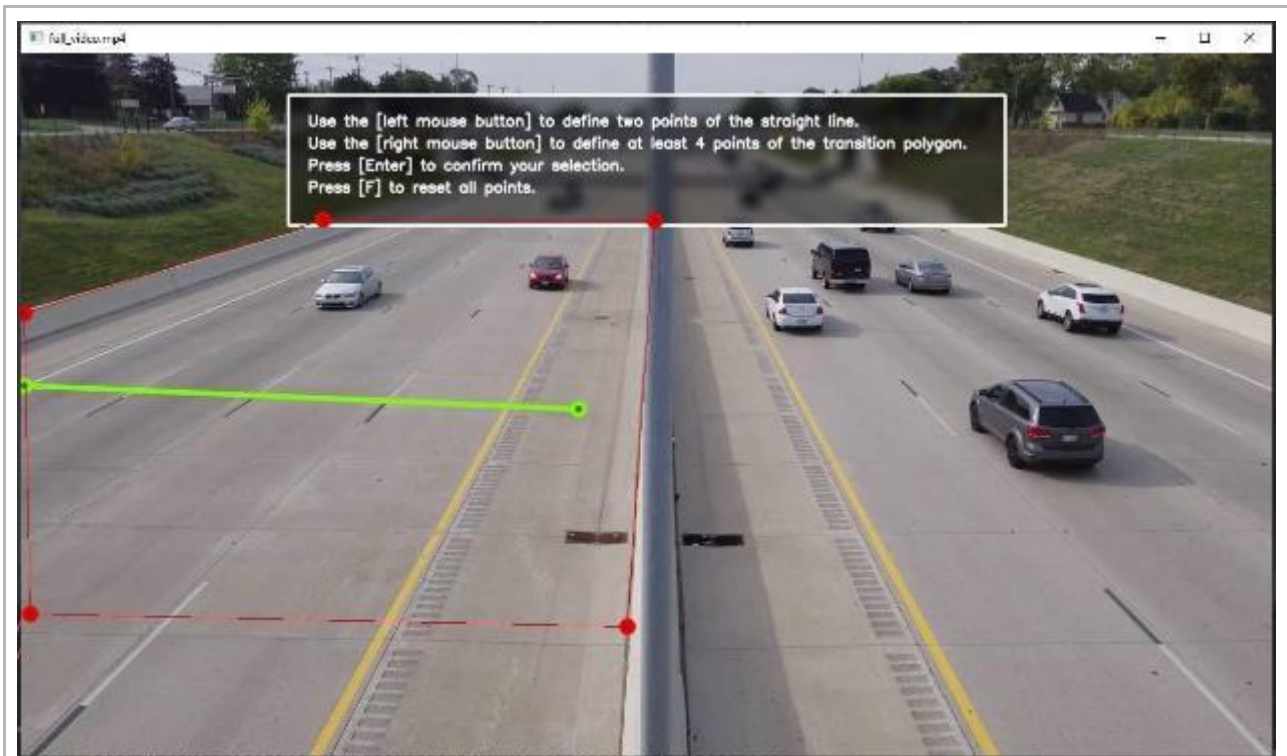 full_video.mp4
Use the [left mouse button] to define two points of the straight line.
Use the [right mouse button] to define at least 4 points of the transition polygon.
Press [Enter] to confirm your selection.
Press [F] to reset all points.